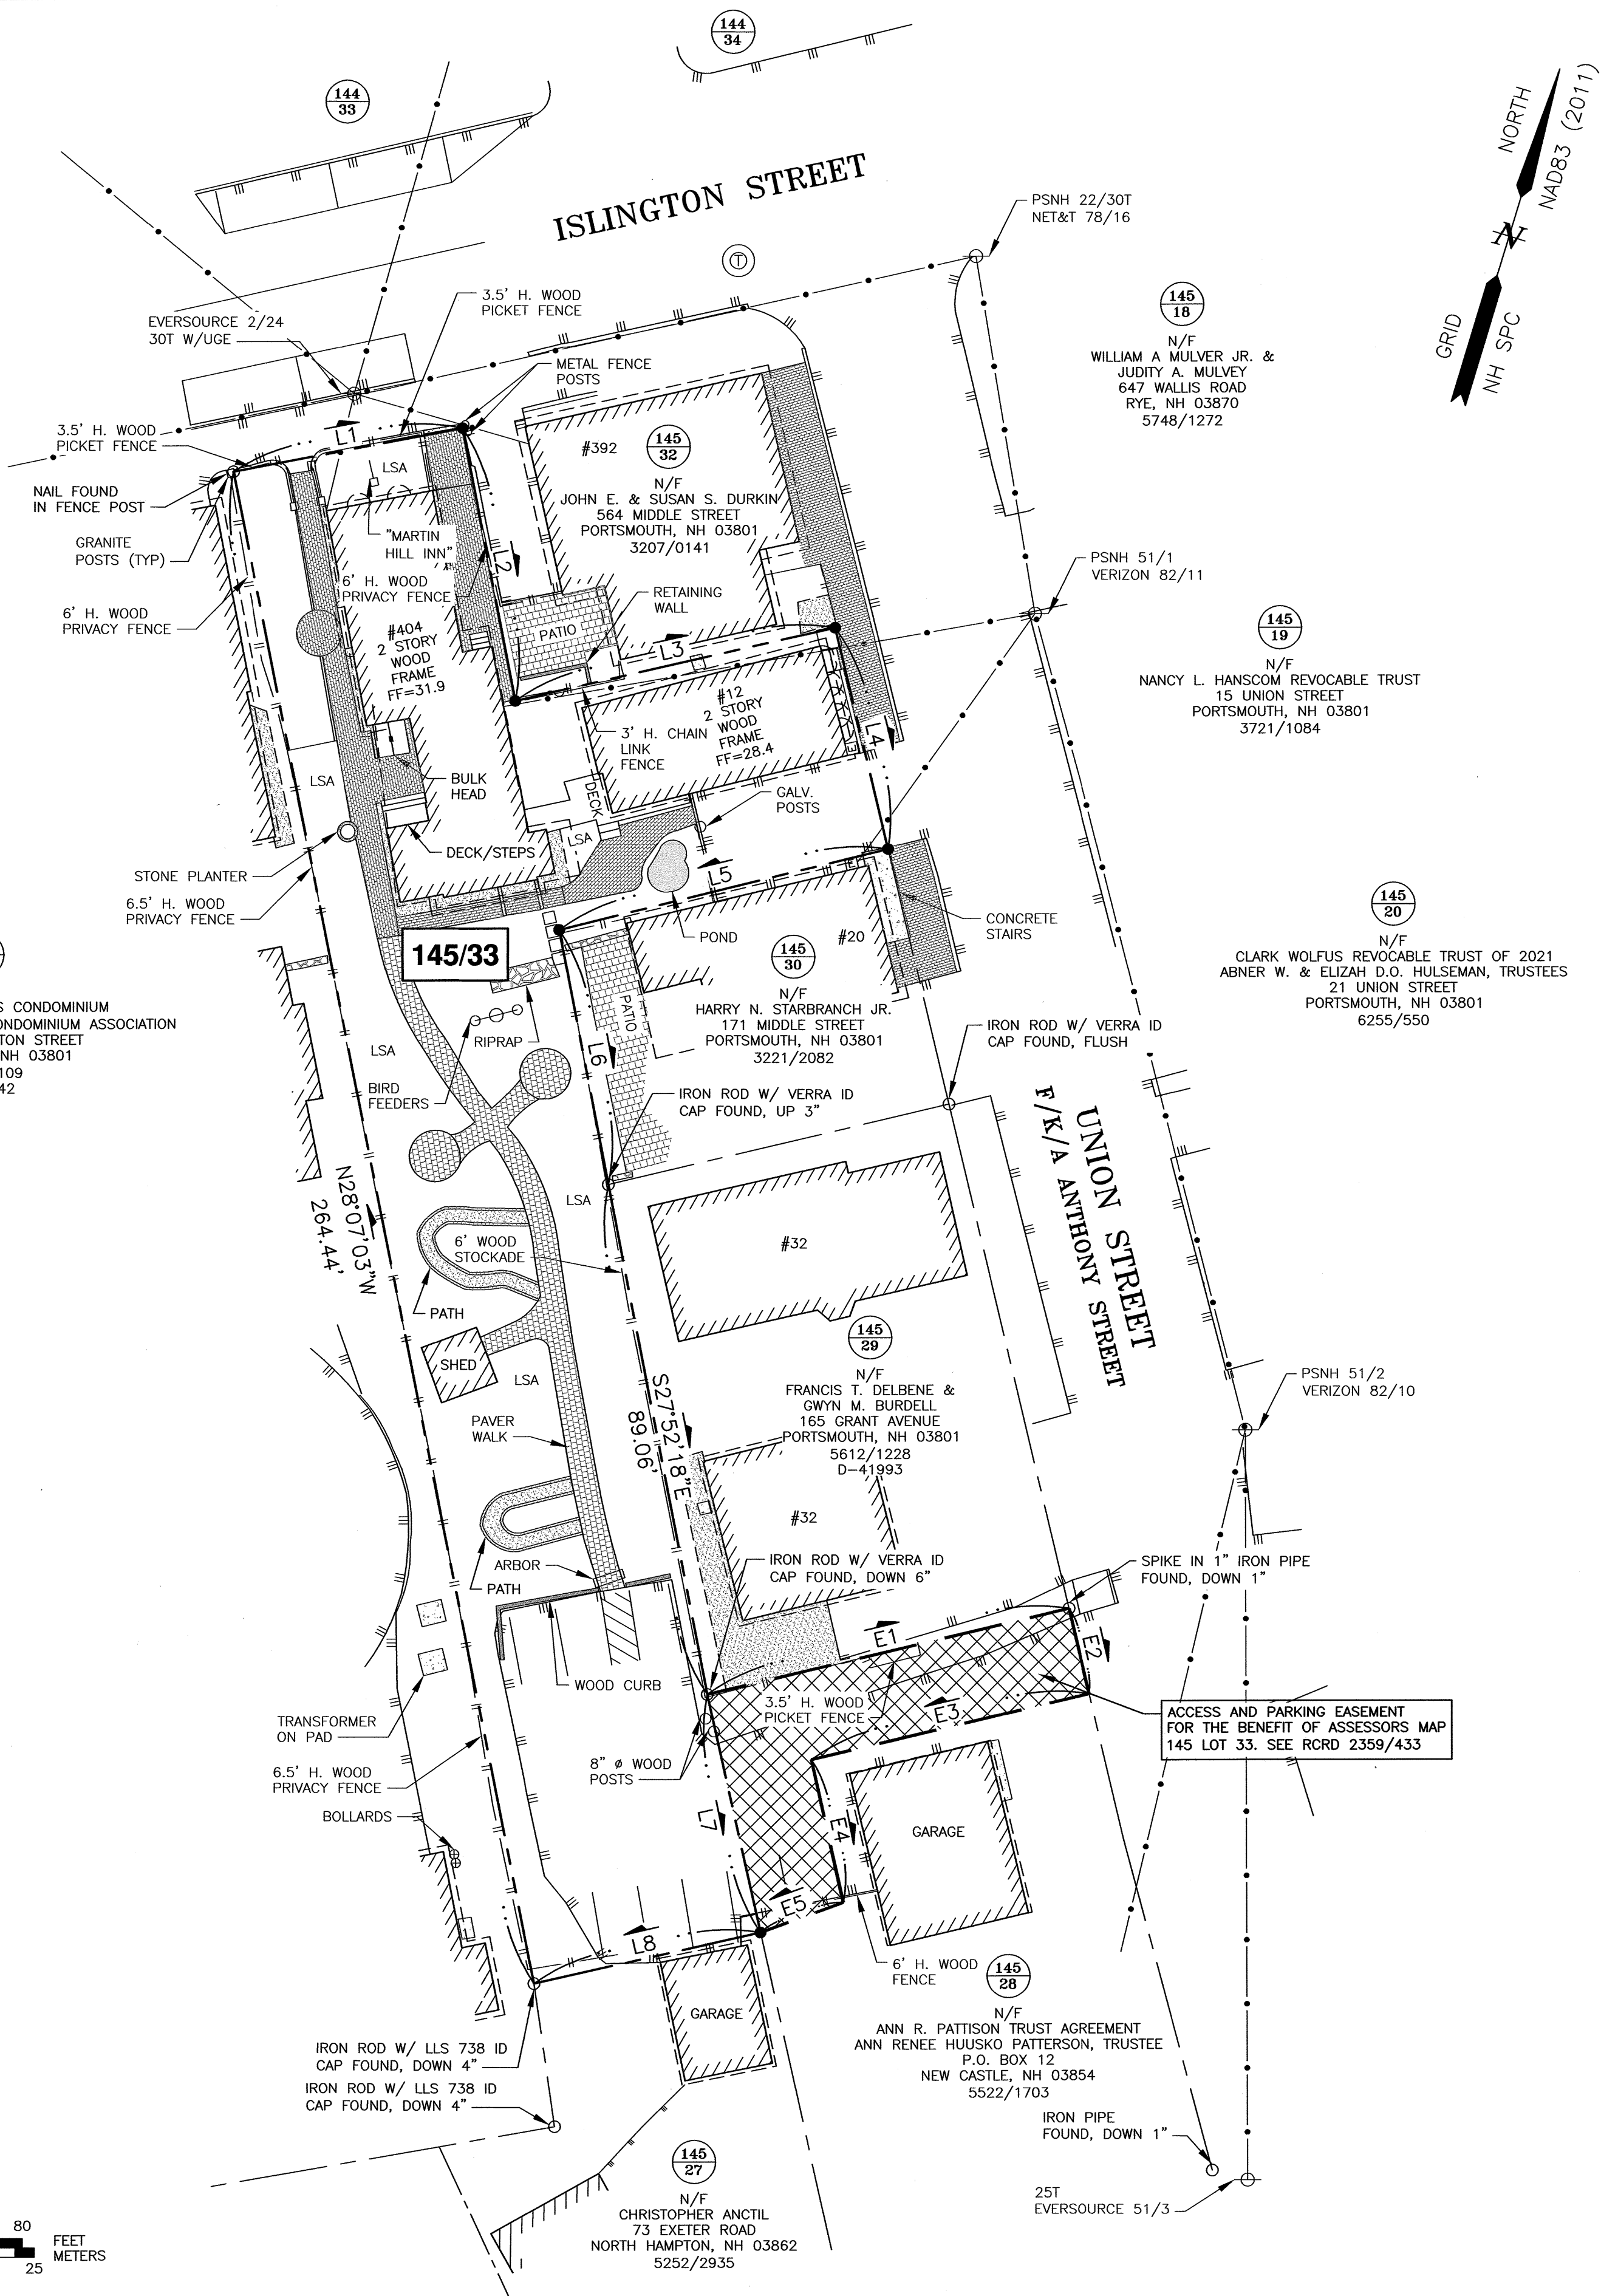 144
34
144
33
ISLINGTON STREET
NORTH
NAD83 (2011)
N
GRID
NH SPC
PSNH 22/30T
NET&T 78/16
T
145
18
N/F
WILLIAM A MULVER JR. &
JUDITY A. MULVEY
647 WALLIS ROAD
RYE, NH 03870
5748/1272
3.5' H. WOOD
PICKET FENCE
EVERSOURCE 2/24
30T W/UGE
METAL FENCE
POSTS
3.5' H. WOOD
PICKET FENCE
L1
LSA
#392
145
32
N/F
JOHN E. & SUSAN S. DURKIN
564 MIDDLE STREET
PORTSMOUTH, NH 03801
3207/0141
NAIL FOUND
IN FENCE POST
GRANITE
POSTS (TYP)
"MARTIN
HILL INN"
L2
PSNH 51/1
VERIZON 82/11
6' H. WOOD
PRIVACY FENCE
6' H. WOOD
PRIVACY FENCE
RETAINING
WALL
PATIO
L3
#404
2 STORY
WOOD
FRAME
FF=31.9
145
19
N/F
NANCY L. HANSCOM REVOCABLE TRUST
15 UNION STREET
PORTSMOUTH, NH 03801
3721/1084
#12
2 STORY
WOOD
FRAME
FF=28.4
3' H. CHAIN
LINK
FENCE
L4
LSA
BULK
HEAD
DECK
GALV.
POSTS
LSA
DECK/STEPS
STONE PLANTER
6.5' H. WOOD
PRIVACY FENCE
L5
POND
145/33
#20
145
30
N/F
HARRY N. STARBRANCH JR.
171 MIDDLE STREET
PORTSMOUTH, NH 03801
3221/2082
CONCRETE
STAIRS
145
20
N/F
CLARK WOLFUS REVOCABLE TRUST OF 2021
ABNER W. & ELIZAH D.O. HULSEMAN, TRUSTEES
21 UNION STREET
PORTSMOUTH, NH 03801
6255/550
S CONDOMINIUM
ONDOMINIUM ASSOCIATION
TON STREET
NH 03801
109
42
PATIO
RIPRAP
L6
LSA
BIRD
FEEDERS
IRON ROD W/ VERRA ID
CAP FOUND, FLUSH
IRON ROD W/ VERRA ID
CAP FOUND, UP 3"
UNION STREET
F/K/A ANTHONY STREET
N28°07'03"W
264.44'
LSA
6' WOOD
STOCKADE
#32
PATH
SHED
LSA
145
29
N/F
FRANCIS T. DELBENE &
GWYN M. BURDELL
165 GRANT AVENUE
PORTSMOUTH, NH 03801
5612/1228
D-41993
PSNH 51/2
VERIZON 82/10
S27°52'18"E
89.06'
PAVER
WALK
#32
ARBOR
PATH
IRON ROD W/ VERRA ID
CAP FOUND, DOWN 6"
SPIKE IN 1" IRON PIPE
FOUND, DOWN 1"
E1
E2
WOOD CURB
3.5' H. WOOD
PICKET FENCE
E3
ACCESS AND PARKING EASEMENT
FOR THE BENEFIT OF ASSESSORS MAP
145 LOT 33. SEE RCRD 2359/433
TRANSFORMER
ON PAD
8" ø WOOD
POSTS
6.5' H. WOOD
PRIVACY FENCE
BOLLARDS
L7
E4
GARAGE
E5
L8
6' H. WOOD
FENCE
145
28
N/F
ANN R. PATTISON TRUST AGREEMENT
ANN RENEE HUUSKO PATTERSON, TRUSTEE
P.O. BOX 12
NEW CASTLE, NH 03854
5522/1703
GARAGE
IRON ROD W/ LLS 738 ID
CAP FOUND, DOWN 4"
IRON ROD W/ LLS 738 ID
CAP FOUND, DOWN 4"
IRON PIPE
FOUND, DOWN 1"
145
27
N/F
CHRISTOPHER ANCTIL
73 EXETER ROAD
NORTH HAMPTON, NH 03862
5252/2935
25T
EVERSOURCE 51/3
80
FEET
METERS
25